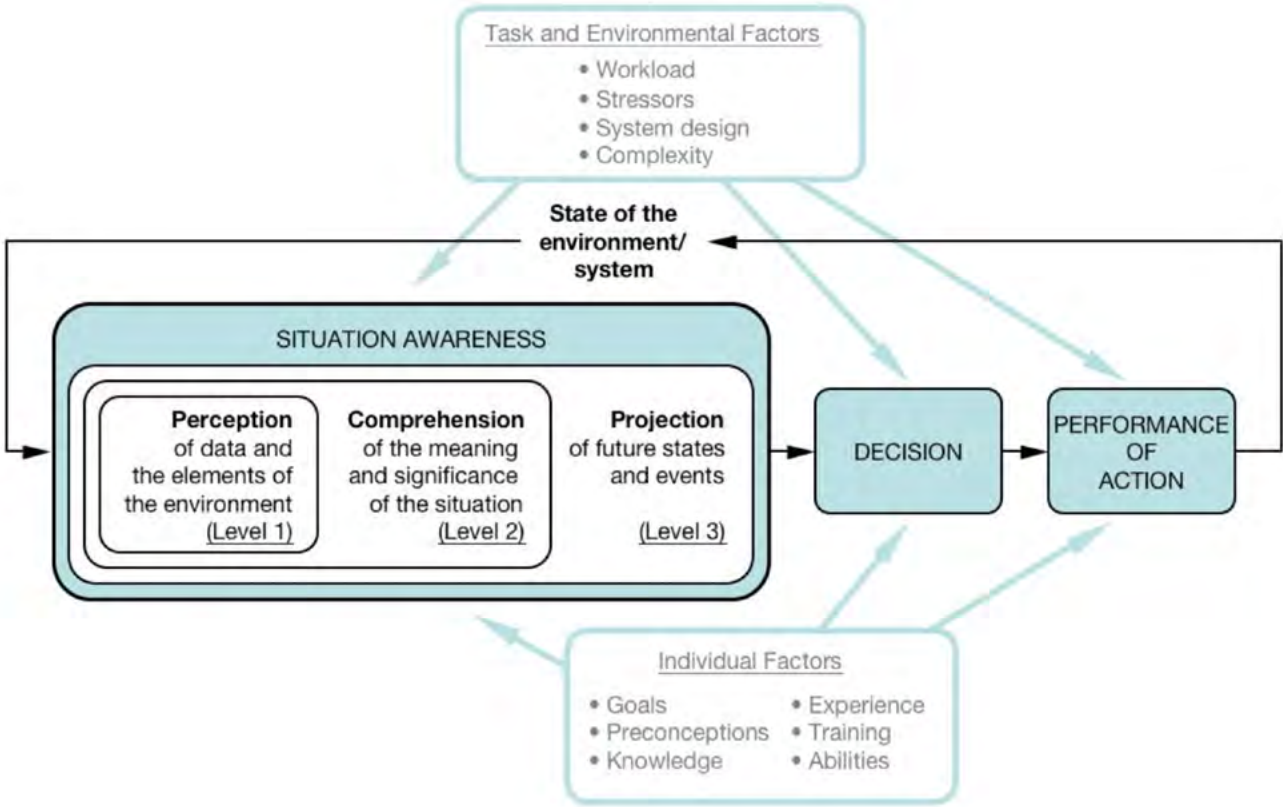 Task and Environmental Factors
• Workload
• Stressors
• System design
• Complexity
State of the
environment/
system
SITUATION AWARENESS
Perception
of data and
the elements of
the environment
(Level 1)
Comprehension
of the meaning
and significance
of the situation
(Level 2)
Projection
of future states
and events
(Level 3)
DECISION
PERFORMANCE
OF
ACTION
Individual Factors
• Goals
• Preconceptions
• Knowledge
• Experience
• Training
• Abilities